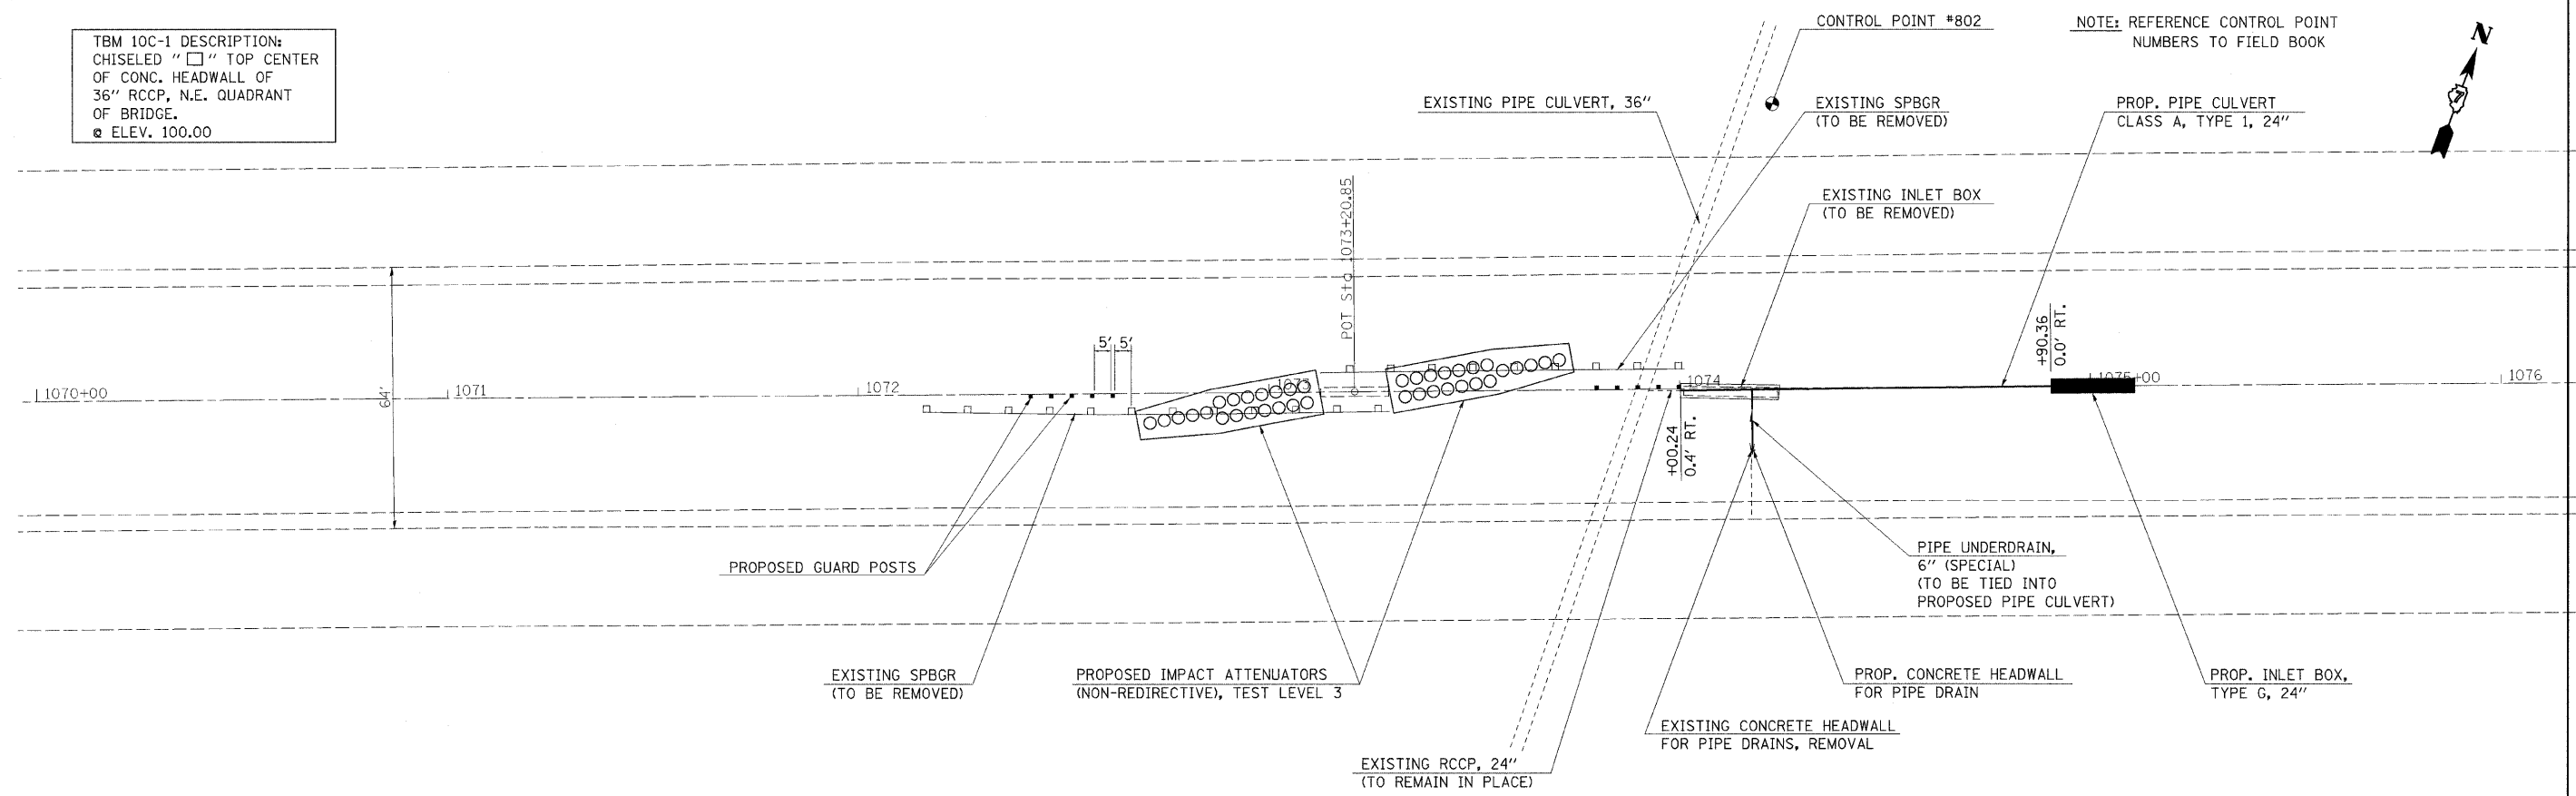 TBM 10C-1 DESCRIPTION:
CHISELED "□" TOP CENTER
OF CONC. HEADWALL OF
36" RCCP, N.E. QUADRANT
OF BRIDGE.
@ ELEV. 100.00
CONTROL POINT #802
NOTE: REFERENCE CONTROL POINT
NUMBERS TO FIELD BOOK
N
EXISTING PIPE CULVERT, 36"
EXISTING SPBGR
(TO BE REMOVED)
PROP. PIPE CULVERT
CLASS A, TYPE 1, 24"
EXISTING INLET BOX
(TO BE REMOVED)
POT Sta 1073+20.85
+90.36
0.0' RT.
5' 5'
64'
1070+00
1071
1072
1073
1074
1075+00
1076
+00.24
0.4' RT.
PROPOSED GUARD POSTS
PIPE UNDERDRAIN,
6" (SPECIAL)
(TO BE TIED INTO
PROPOSED PIPE CULVERT)
EXISTING SPBGR
(TO BE REMOVED)
PROPOSED IMPACT ATTENUATORS
(NON-REDIRECTIVE), TEST LEVEL 3
PROP. CONCRETE HEADWALL
FOR PIPE DRAIN
PROP. INLET BOX,
TYPE G, 24"
EXISTING CONCRETE HEADWALL
FOR PIPE DRAINS, REMOVAL
EXISTING RCCP, 24"
(TO REMAIN IN PLACE)